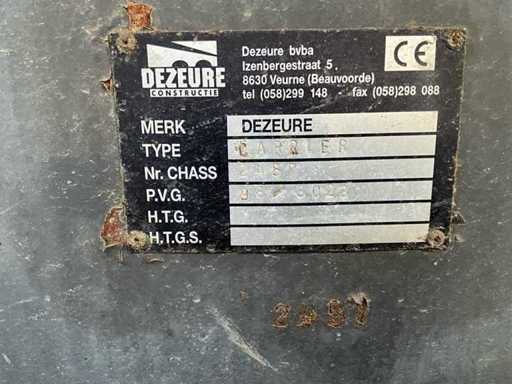 DEZEURE
CONSTRUCTIE
Dezeure bvba
Izenbergestraat 5
8630 Veurne (Beauvoorde)
tel (058)299 148 - fax (058)298 088
CE
MERK DEZEURE
TYPE CARRIER
Nr. CHASS
P.V.G.
H.T.G.
H.T.G.S.